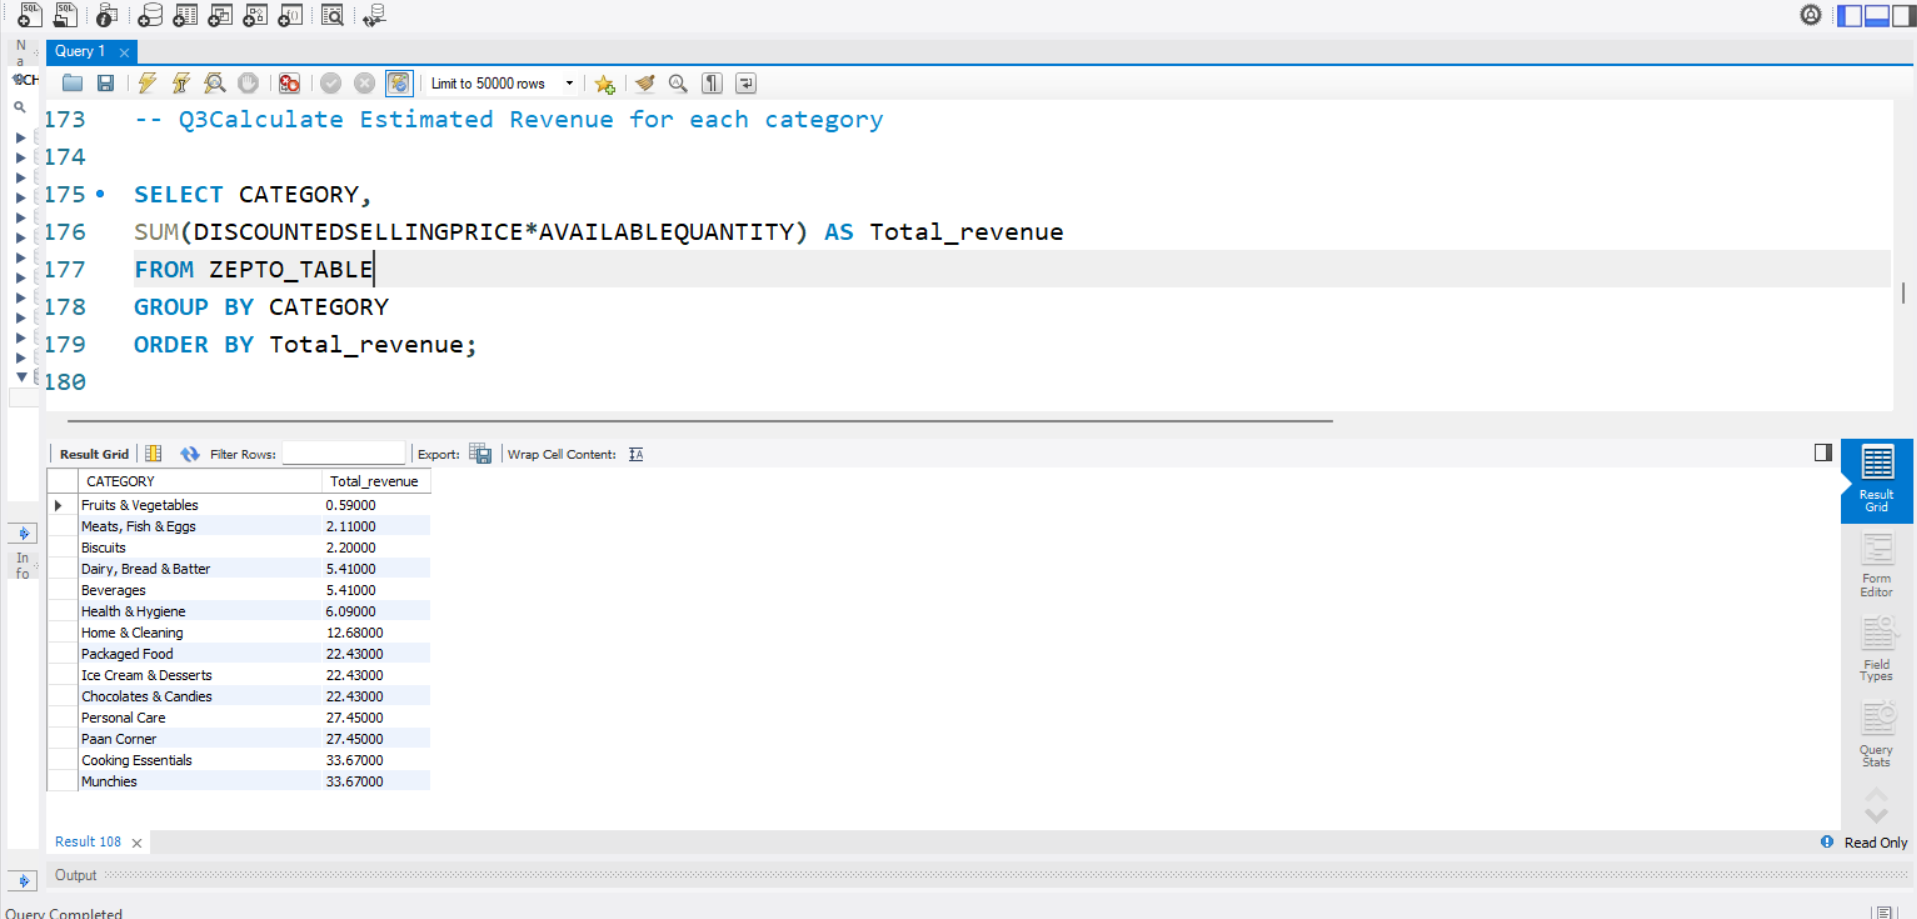 SQL SQL
N
a
Query 1
SCH
Limit to 50000 rows
173 -- Q3Calculate Estimated Revenue for each category
174
175 SELECT CATEGORY,
176 SUM(DISCOUNTEDSELLINGPRICE*AVAILABLEQUANTITY) AS Total_revenue
177 FROM ZEPTO_TABLE
178 GROUP BY CATEGORY
179 ORDER BY Total_revenue;
180
Result Grid Filter Rows: Export: Wrap Cell Content:
CATEGORY Total_revenue
Fruits & Vegetables 0.59000
Meats, Fish & Eggs 2.11000
Biscuits 2.20000
Dairy, Bread & Batter 5.41000
Beverages 5.41000
Health & Hygiene 6.09000
Home & Cleaning 12.68000
Packaged Food 22.43000
Ice Cream & Desserts 22.43000
Chocolates & Candies 22.43000
Personal Care 27.45000
Paan Corner 27.45000
Cooking Essentials 33.67000
Munchies 33.67000
In
fo
Result
Grid
Form
Editor
Field
Types
Query
Stats
Result 108
Read Only
Output
Query Completed